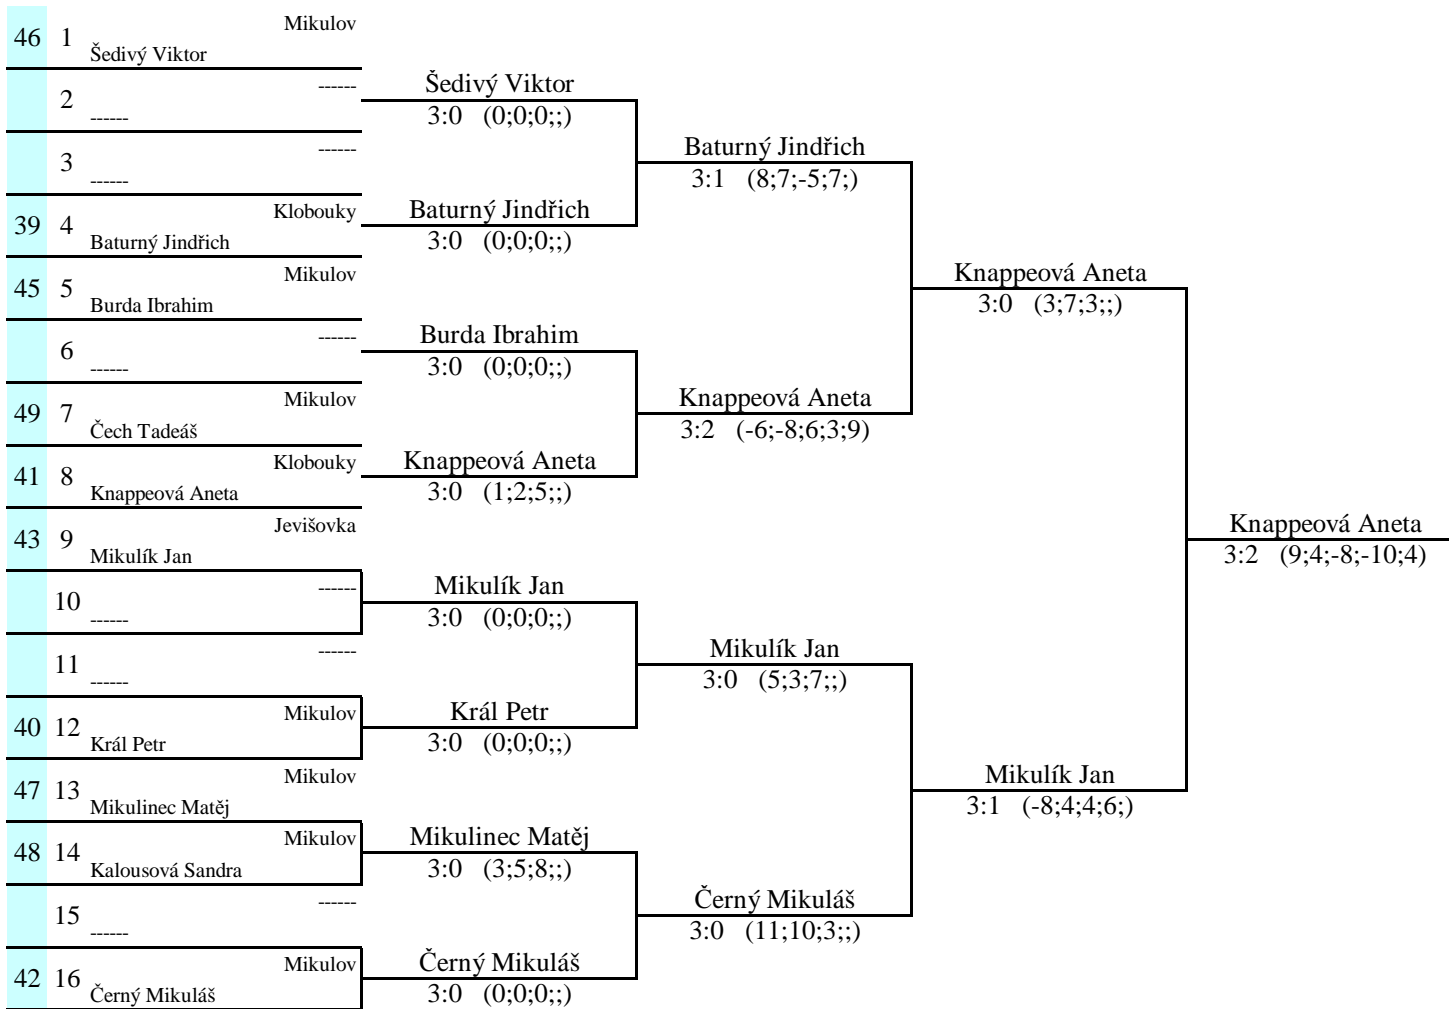 46 1 Mikulov
Šedivý Viktor
2 ------
------
3 ------
------
39 4 Klobouky
Baturný Jindřich
45 5 Mikulov
Burda Ibrahim
6 ------
------
49 7 Mikulov
Čech Tadeáš
41 8 Klobouky
Knappeová Aneta
43 9 Jevišovka
Mikulík Jan
10 ------
------
11 ------
------
40 12 Mikulov
Král Petr
47 13 Mikulov
Mikulinec Matěj
48 14 Mikulov
Kalousová Sandra
15 ------
------
42 16 Mikulov
Černý Mikuláš
Šedivý Viktor
3:0 (0;0;0;;)
Baturný Jindřich
3:0 (0;0;0;;)
Burda Ibrahim
3:0 (0;0;0;;)
Knappeová Aneta
3:0 (1;2;5;;)
Mikulík Jan
3:0 (0;0;0;;)
Král Petr
3:0 (0;0;0;;)
Mikulinec Matěj
3:0 (3;5;8;;)
Černý Mikuláš
3:0 (0;0;0;;)
Baturný Jindřich
3:1 (8;7;-5;7;)
Knappeová Aneta
3:2 (-6;-8;6;3;9)
Mikulík Jan
3:0 (5;3;7;;)
Černý Mikuláš
3:0 (11;10;3;;)
Knappeová Aneta
3:0 (3;7;3;;)
Mikulík Jan
3:1 (-8;4;4;6;)
Knappeová Aneta
3:2 (9;4;-8;-10;4)